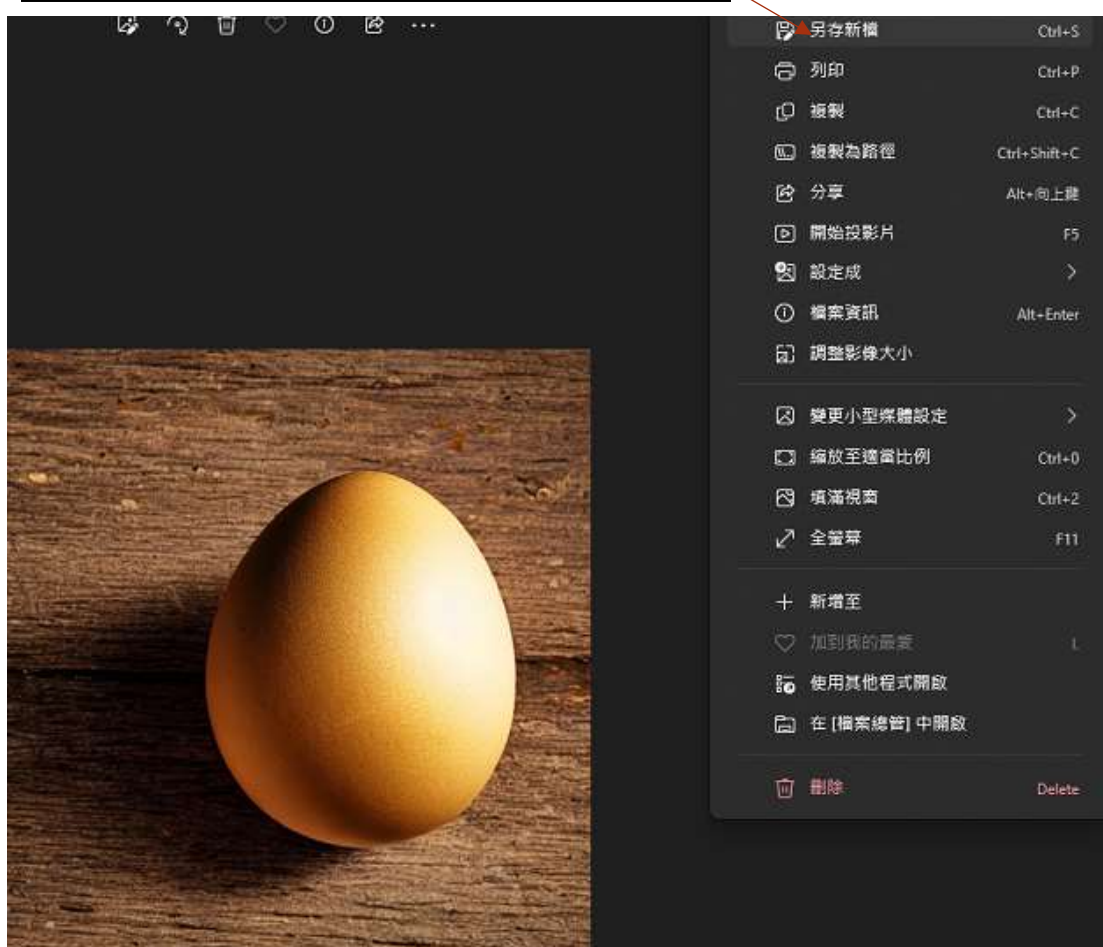 另存新檔 Ctrl+S
列印 Ctrl+P
複製 Ctrl+C
複製為路徑 Ctrl+Shift+C
分享 Alt+向上鍵
開始投影片 F5
設定成
檔案資訊 Alt+Enter
調整影像大小
變更小型媒體設定
縮放至適當比例 Ctrl+0
填滿視窗 Ctrl+2
全螢幕 F11
新增至
加到我的最愛 L
使用其他程式開啟
在 [檔案總管] 中開啟
刪除 Delete